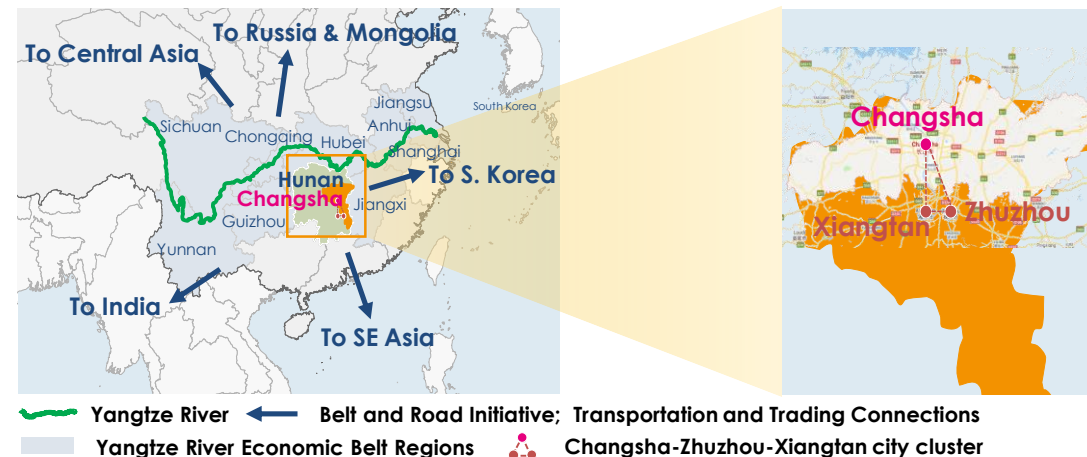 To Russia & Mongolia
To Central Asia
Jiangsu
South Korea
Sichuan
Chongqing
Anhui
Hubei
Shanghai
Hunan
To S. Korea
Changsha
Jiangxi
Guizhou
Yunnan
To India
To SE Asia
Changsha
Xiangtan
Zhuzhou
Yangtze River
Belt and Road Initiative; Transportation and Trading Connections
Yangtze River Economic Belt Regions
Changsha-Zhuzhou-Xiangtan city cluster